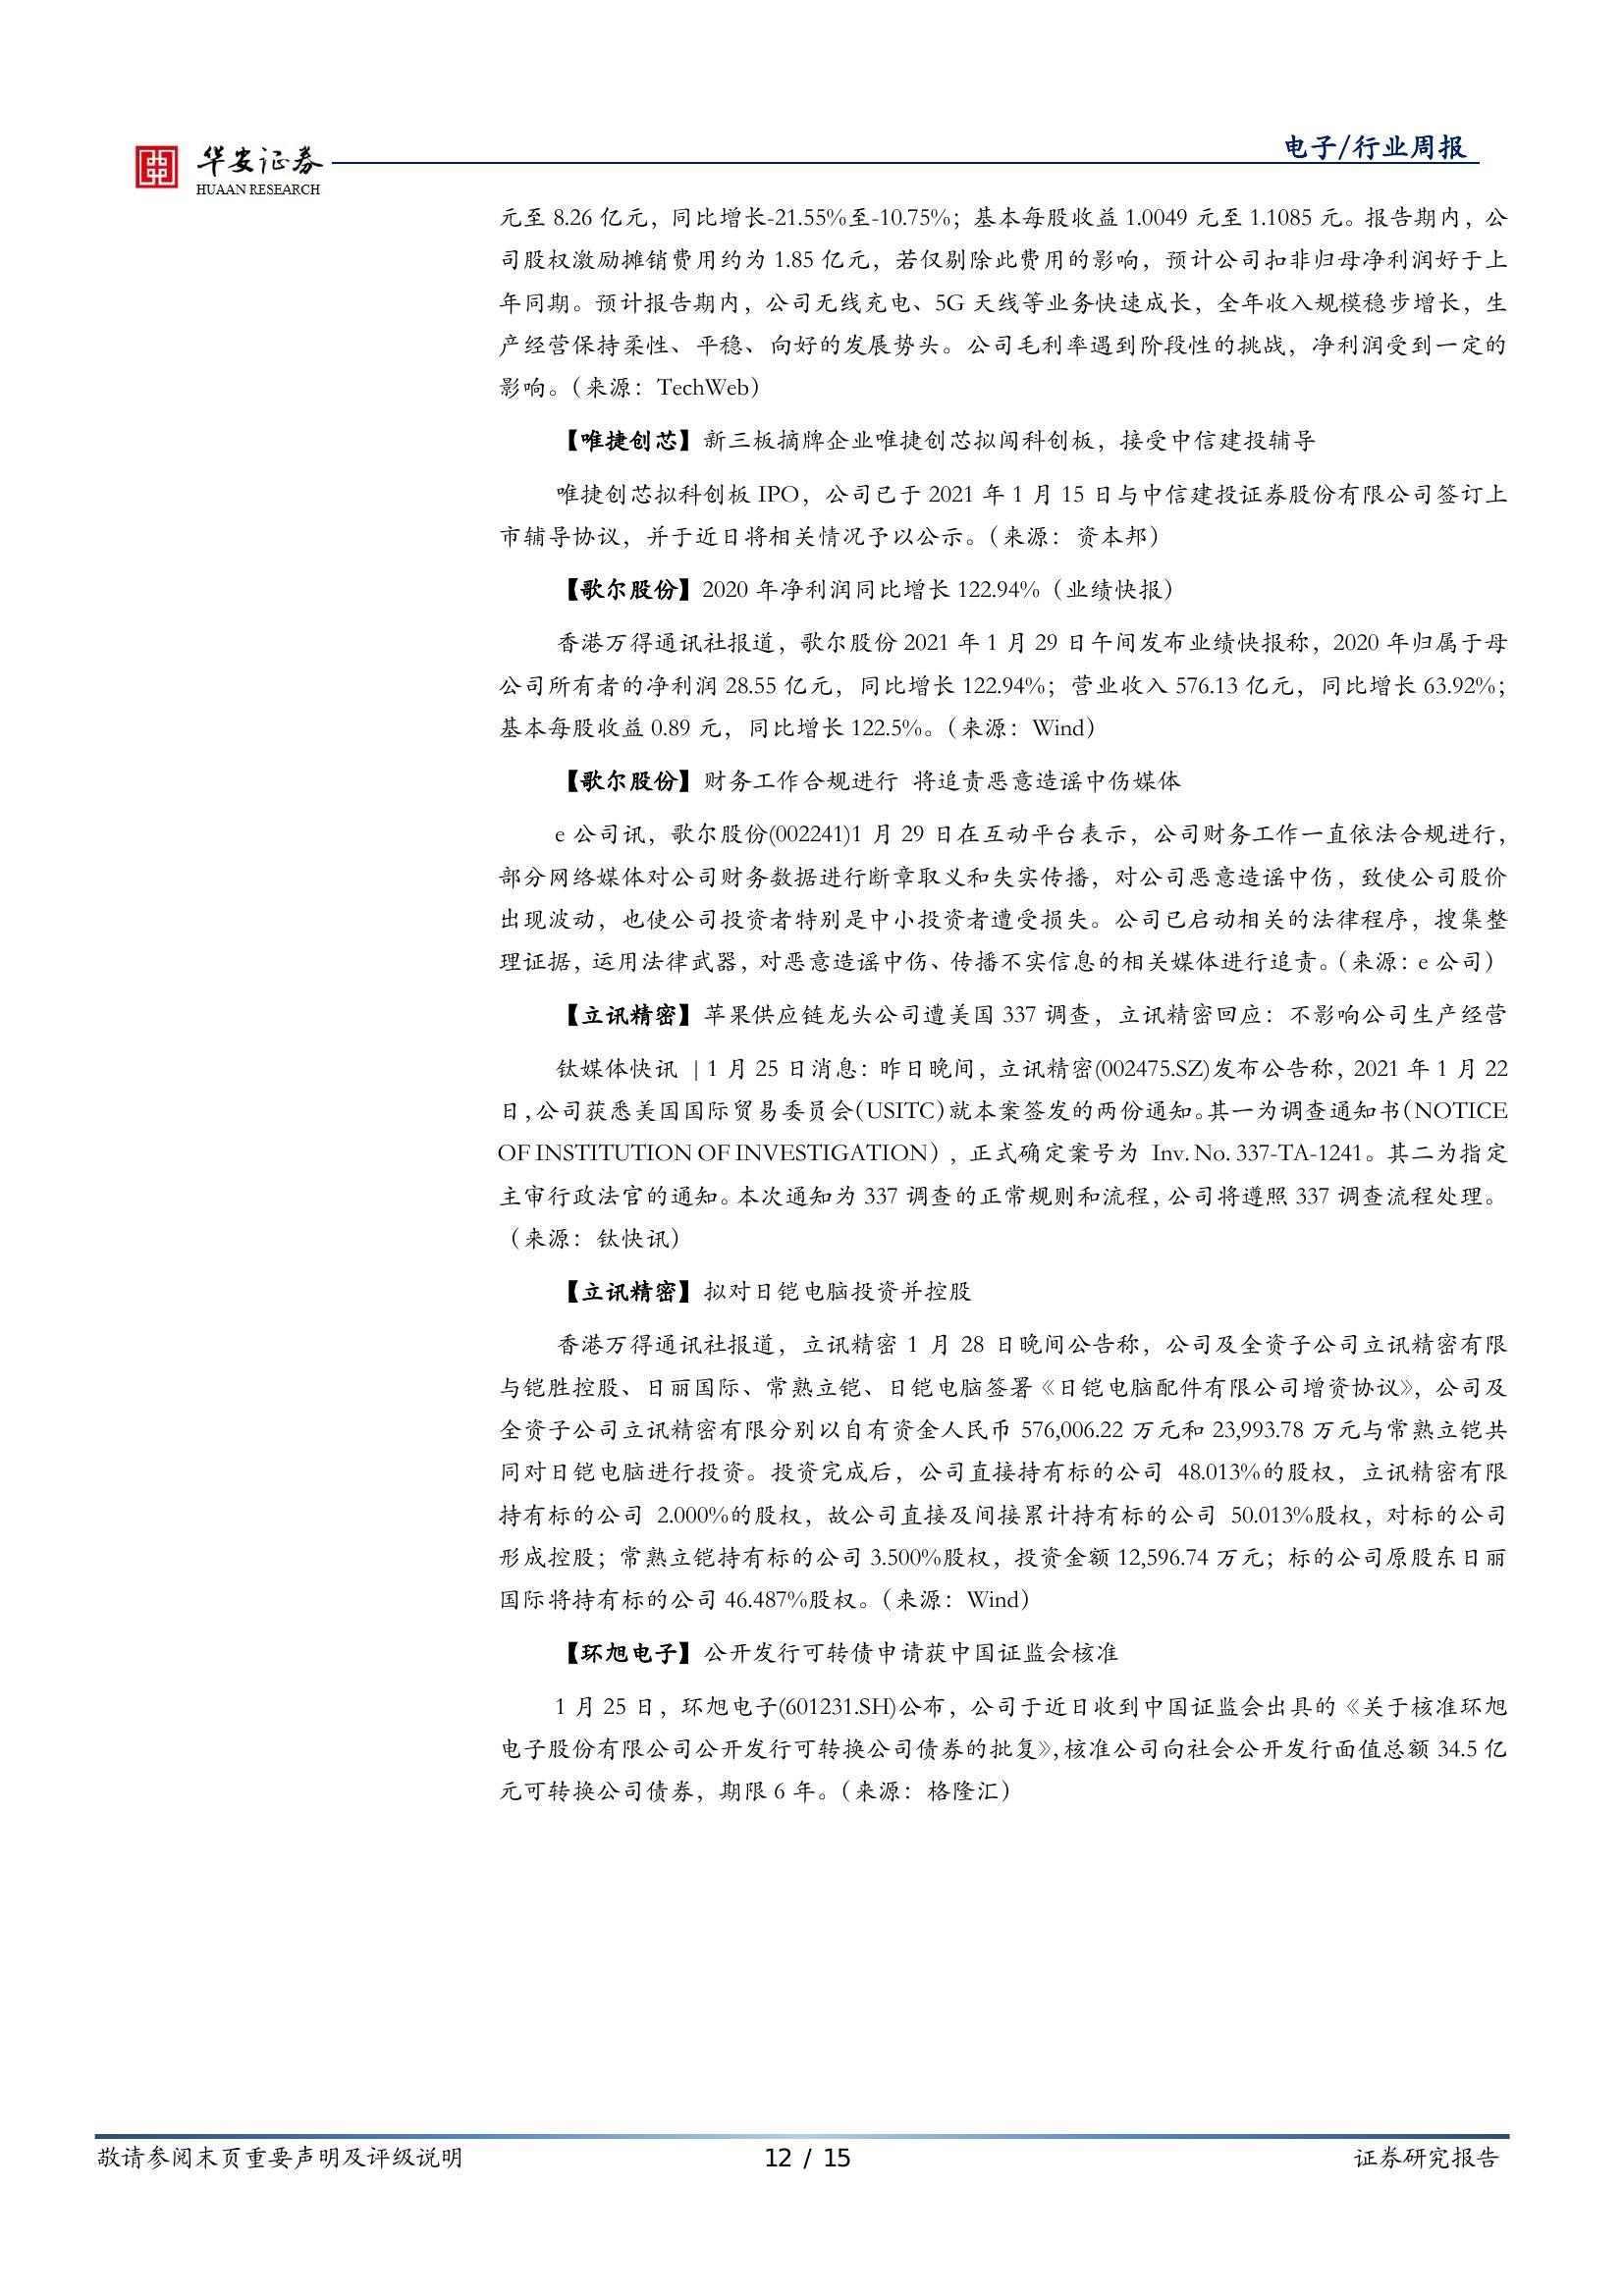 华安证券
HUAAN RESEARCH
电子/行业周报
元至 8.26 亿元，同比增长-21.55%至-10.75%；基本每股收益 1.0049 元至 1.1085 元。报告期内，公
司股权激励摊销费用约为 1.85 亿元，若仅剔除此费用的影响，预计公司扣非归母净利润好于上
年同期。预计报告期内，公司无线充电、5G 天线等业务快速成长，全年收入规模稳步增长，生
产经营保持柔性、平稳、向好的发展势头。公司毛利率遇到阶段性的挑战，净利润受到一定的
影响。（来源：TechWeb）
【唯捷创芯】新三板摘牌企业唯捷创芯拟闯科创板，接受中信建投辅导
唯捷创芯拟科创板 IPO，公司已于 2021 年 1 月 15 日与中信建投证券股份有限公司签订上
市辅导协议，并于近日将相关情况予以公示。（来源：资本邦）
【歌尔股份】2020 年净利润同比增长 122.94%（业绩快报）
香港万得通讯社报道，歌尔股份 2021 年 1 月 29 日午间发布业绩快报称，2020 年归属于母
公司所有者的净利润 28.55 亿元，同比增长 122.94%；营业收入 576.13 亿元，同比增长 63.92%；
基本每股收益 0.89 元，同比增长 122.5%。（来源：Wind）
【歌尔股份】财务工作合规进行 将追责恶意造谣中伤媒体
e 公司讯，歌尔股份(002241)1 月 29 日在互动平台表示，公司财务工作一直依法合规进行，
部分网络媒体对公司财务数据进行断章取义和失实传播，对公司恶意造谣中伤，致使公司股价
出现波动，也使公司投资者特别是中小投资者遭受损失。公司已启动相关的法律程序，搜集整
理证据，运用法律武器，对恶意造谣中伤、传播不实信息的相关媒体进行追责。（来源：e 公司）
【立讯精密】苹果供应链龙头公司遭美国 337 调查，立讯精密回应：不影响公司生产经营
钛媒体快讯 | 1 月 25 日消息：昨日晚间，立讯精密(002475.SZ)发布公告称，2021 年 1 月 22
日，公司获悉美国国际贸易委员会（USITC）就本案签发的两份通知。其一为调查通知书（NOTICE
OF INSTITUTION OF INVESTIGATION），正式确定案号为 Inv. No. 337-TA-1241。其二为指定
主审行政法官的通知。本次通知为 337 调查的正常规则和流程，公司将遵照 337 调查流程处理。
（来源：钛快讯）
【立讯精密】拟对日铠电脑投资并控股
香港万得通讯社报道，立讯精密 1 月 28 日晚间公告称，公司及全资子公司立讯精密有限
与铠胜控股、日丽国际、常熟立铠、日铠电脑签署《日铠电脑配件有限公司增资协议》，公司及
全资子公司立讯精密有限分别以自有资金人民币 576,006.22 万元和 23,993.78 万元与常熟立铠共
同对日铠电脑进行投资。投资完成后，公司直接持有标的公司 48.013%的股权，立讯精密有限
持有标的公司 2.000%的股权，故公司直接及间接累计持有标的公司 50.013%股权，对标的公司
形成控股；常熟立铠持有标的公司 3.500%股权，投资金额 12,596.74 万元；标的公司原股东日丽
国际将持有标的公司 46.487%股权。（来源：Wind）
【环旭电子】公开发行可转债申请获中国证监会核准
1 月 25 日，环旭电子(601231.SH)公布，公司于近日收到中国证监会出具的《关于核准环旭
电子股份有限公司公开发行可转换公司债券的批复》，核准公司向社会公开发行面值总额 34.5 亿
元可转换公司债券，期限 6 年。（来源：格隆汇）
敬请参阅末页重要声明及评级说明
12 / 15
证券研究报告